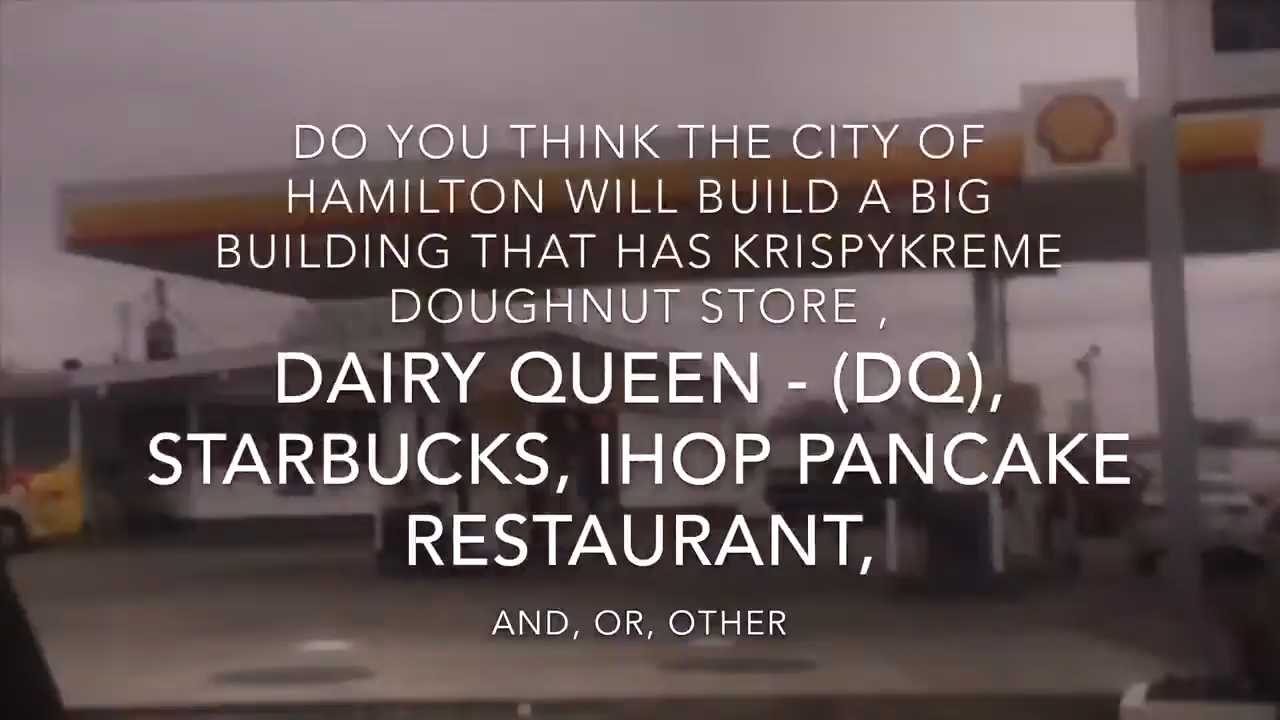 DO YOU THINK THE CITY OF
HAMILTON WILL BUILD A BIG
BUILDING THAT HAS KRISPYKREME
DOUGHNUT STORE ,
DAIRY QUEEN - (DQ),
STARBUCKS, IHOP PANCAKE
RESTAURANT,
AND, OR, OTHER